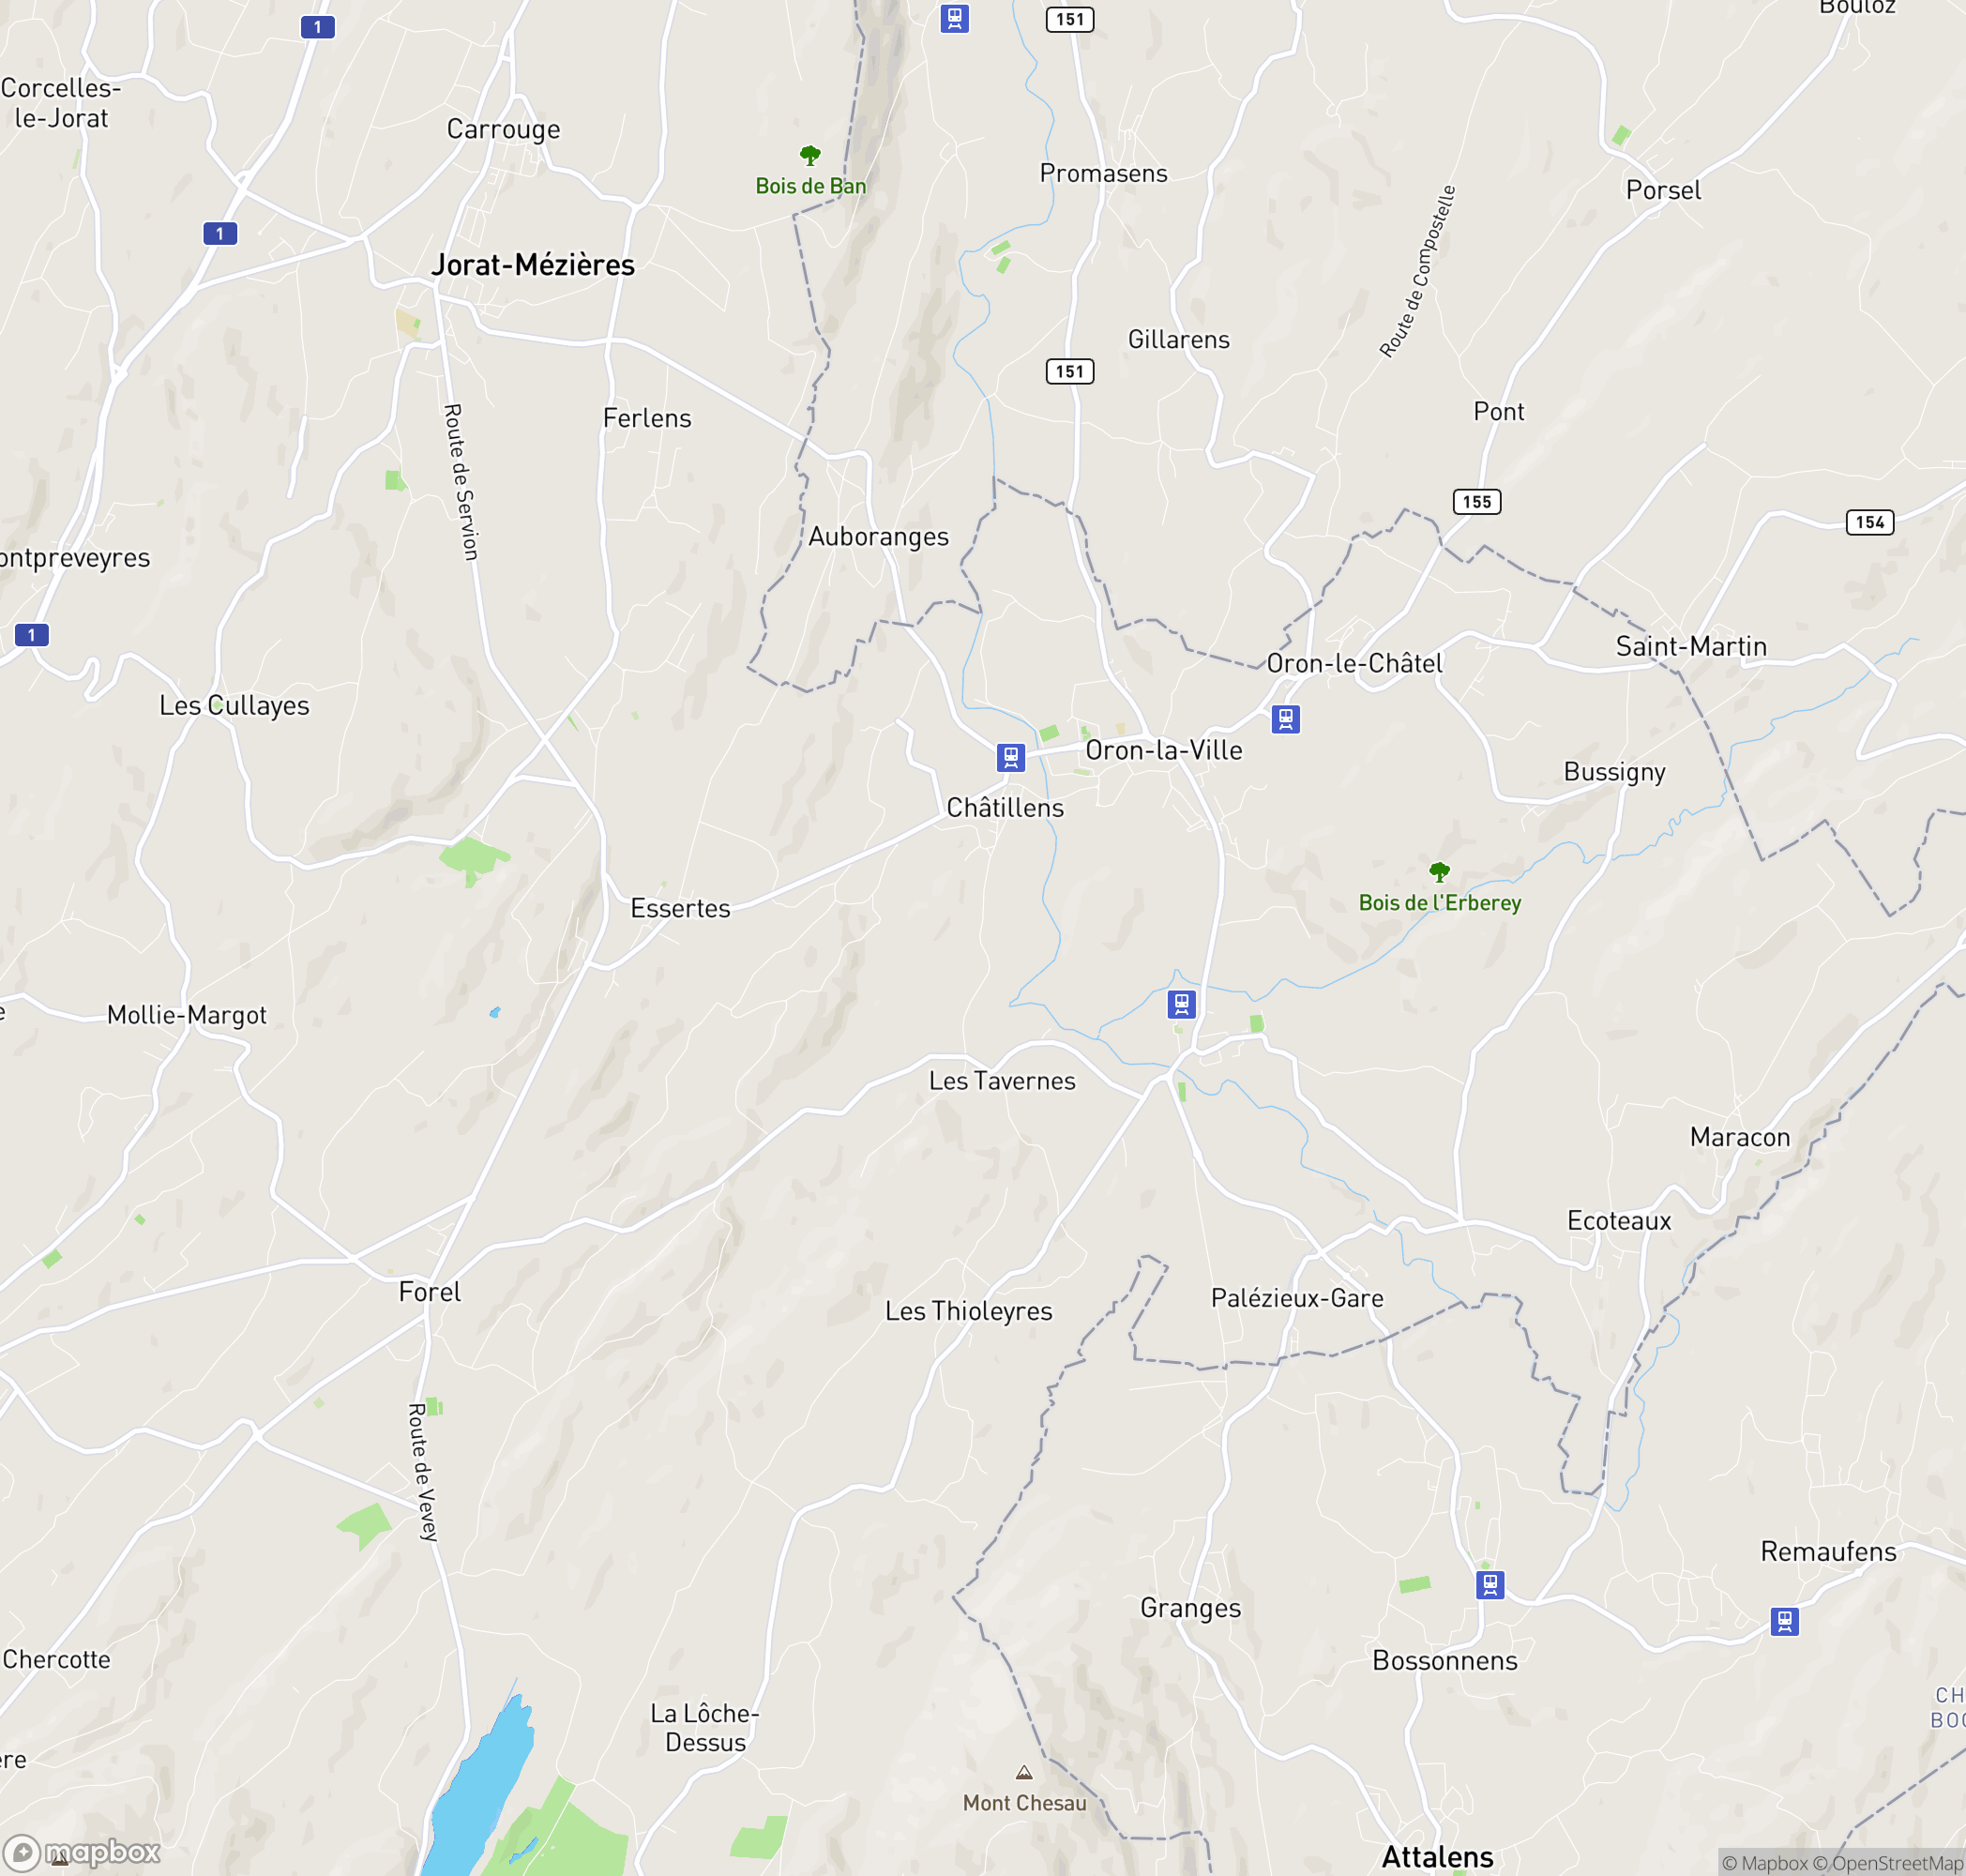 Bouloz
1
151
Corcelles-
le-Jorat
Carrouge
Bois de Ban
Promasens
Porsel
1
Jorat-Mézières
Route de Compostelle
Gillarens
151
Ferlens
Pont
Route de Servion
155
154
Auboranges
ontpreveyres
1
Saint-Martin
Oron-le-Châtel
Les Cullayes
Oron-la-Ville
Bussigny
Châtillens
Bois de l'Erberey
Essertes
e
Mollie-Margot
Les Tavernes
Maracon
Ecoteaux
Forel
Palézieux-Gare
Les Thioleyres
Route de Vevey
Remaufens
Granges
Chercotte
Bossonnens
CH
BOC
La Lôche-
Dessus
ere
Mont Chesau
mapbox
Attalens
© Mapbox © OpenStreetMap